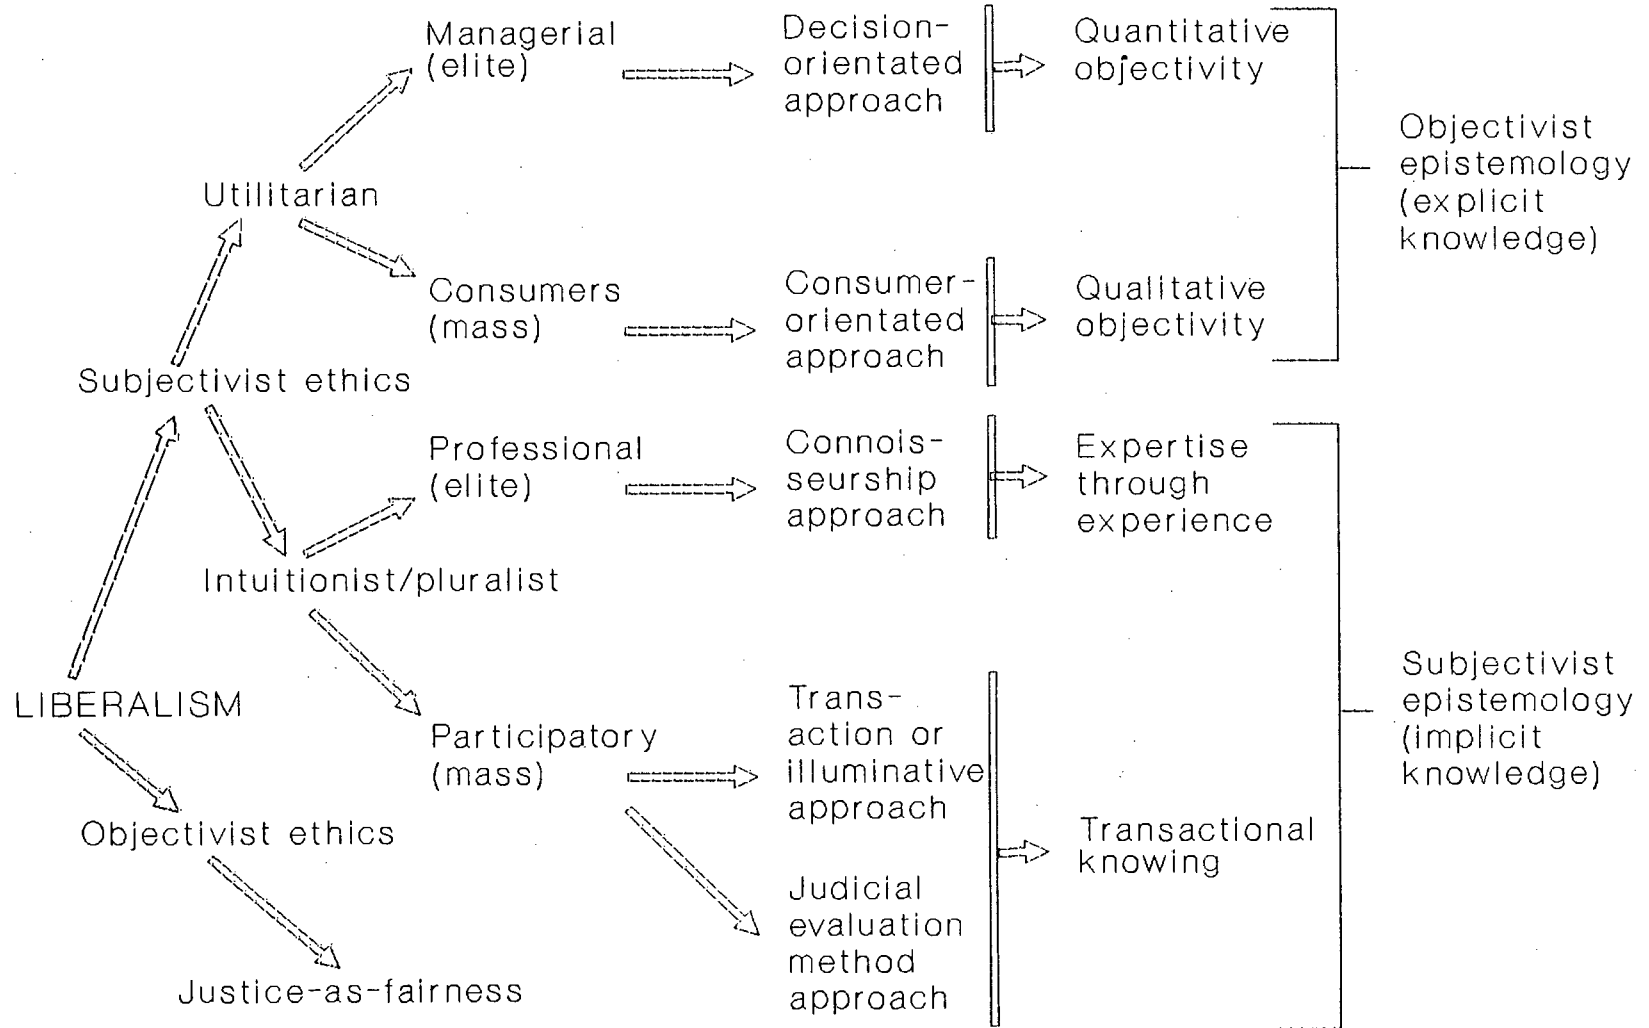 Managerial
(elite)
Decision-
orientated
approach
Quantitative
objectivity
Objectivist
epistemology
(explicit
knowledge)
Utilitarian
Consumers
(mass)
Consumer-
orientated
approach
Qualitative
objectivity
Subjectivist ethics
Professional
(elite)
Connois-
seurship
approach
Expertise
through
experience
Intuitionist/pluralist
Subjectivist
epistemology
(implicit
knowledge)
LIBERALISM
Participatory
(mass)
Trans-
action or
illuminative
approach
Transactional
knowing
Objectivist ethics
Judicial
evaluation
method
approach
Justice-as-fairness